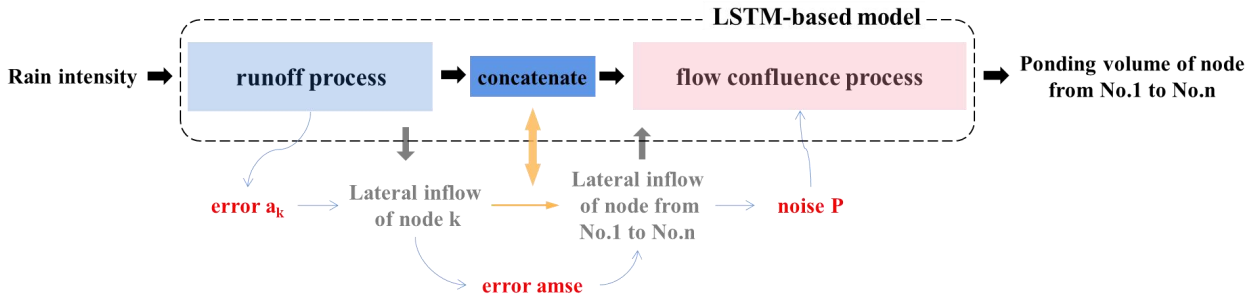 LSTM-based model
Rain intensity
runoff process
concatenate
flow confluence process
Ponding volume of node
from No.1 to No.n
error aₖ
Lateral inflow
of node k
Lateral inflow
of node from
No.1 to No.n
noise P
error amse